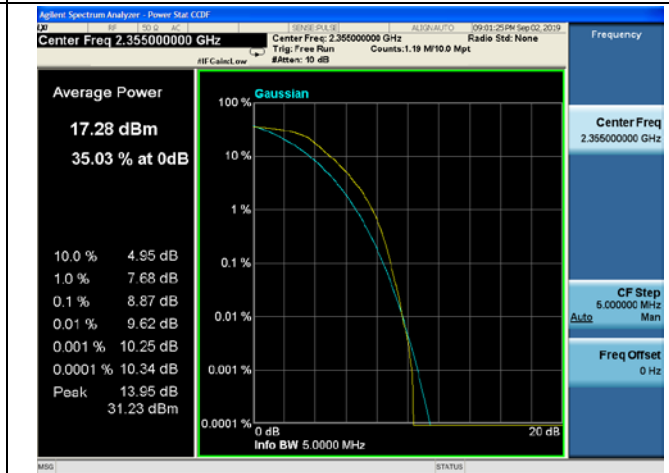 Agilent Spectrum Analyzer - Power Stat CCDF
RF 50 Ω AC SENSE:PULSE ALIGNAUTO 09:01:25 PM Sep 02, 2019
Center Freq 2.355000000 GHz
Center Freq: 2.355000000 GHz Radio Std: None
Trig: Free Run Counts:1.19 M/10.0 Mpt
#IFGain:Low #Atten: 10 dB
Frequency
Average Power
17.28 dBm
35.03 % at 0dB
10.0 % 4.95 dB
1.0 % 7.68 dB
0.1 % 8.87 dB
0.01 % 9.62 dB
0.001 % 10.25 dB
0.0001 % 10.34 dB
Peak 13.95 dB
31.23 dBm
Gaussian
100 %
10 %
1 %
0.1 %
0.01 %
0.001 %
0.0001 %
0 dB 20 dB
Info BW 5.0000 MHz
Center Freq
2.355000000 GHz
CF Step
5.000000 MHz
Auto Man
Freq Offset
0 Hz
MSG STATUS